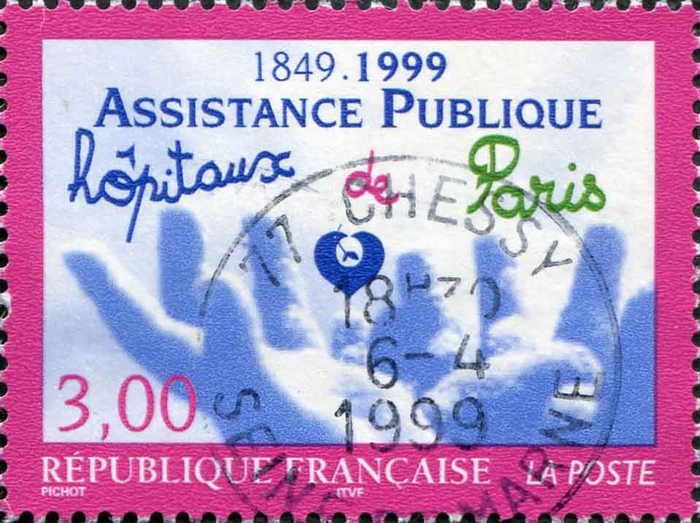 1849.1999
ASSISTANCE PUBLIQUE
hôpitaux de Paris
77 CHESSY
18H30
6-4
1999
SEINE MARNE
3,00
RÉPUBLIQUE FRANÇAISE LA POSTE
PICHOT ITVF